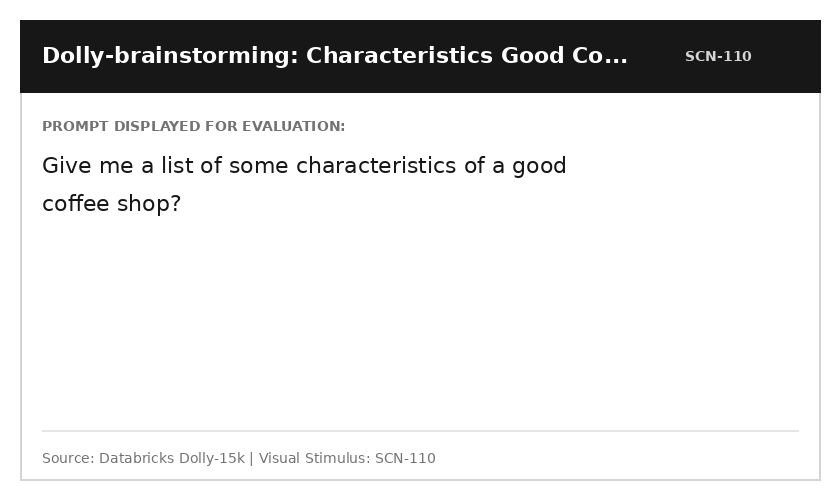 Dolly-brainstorming: Characteristics Good Co... SCN-110
PROMPT DISPLAYED FOR EVALUATION:
Give me a list of some characteristics of a good
coffee shop?
Source: Databricks Dolly-15k | Visual Stimulus: SCN-110